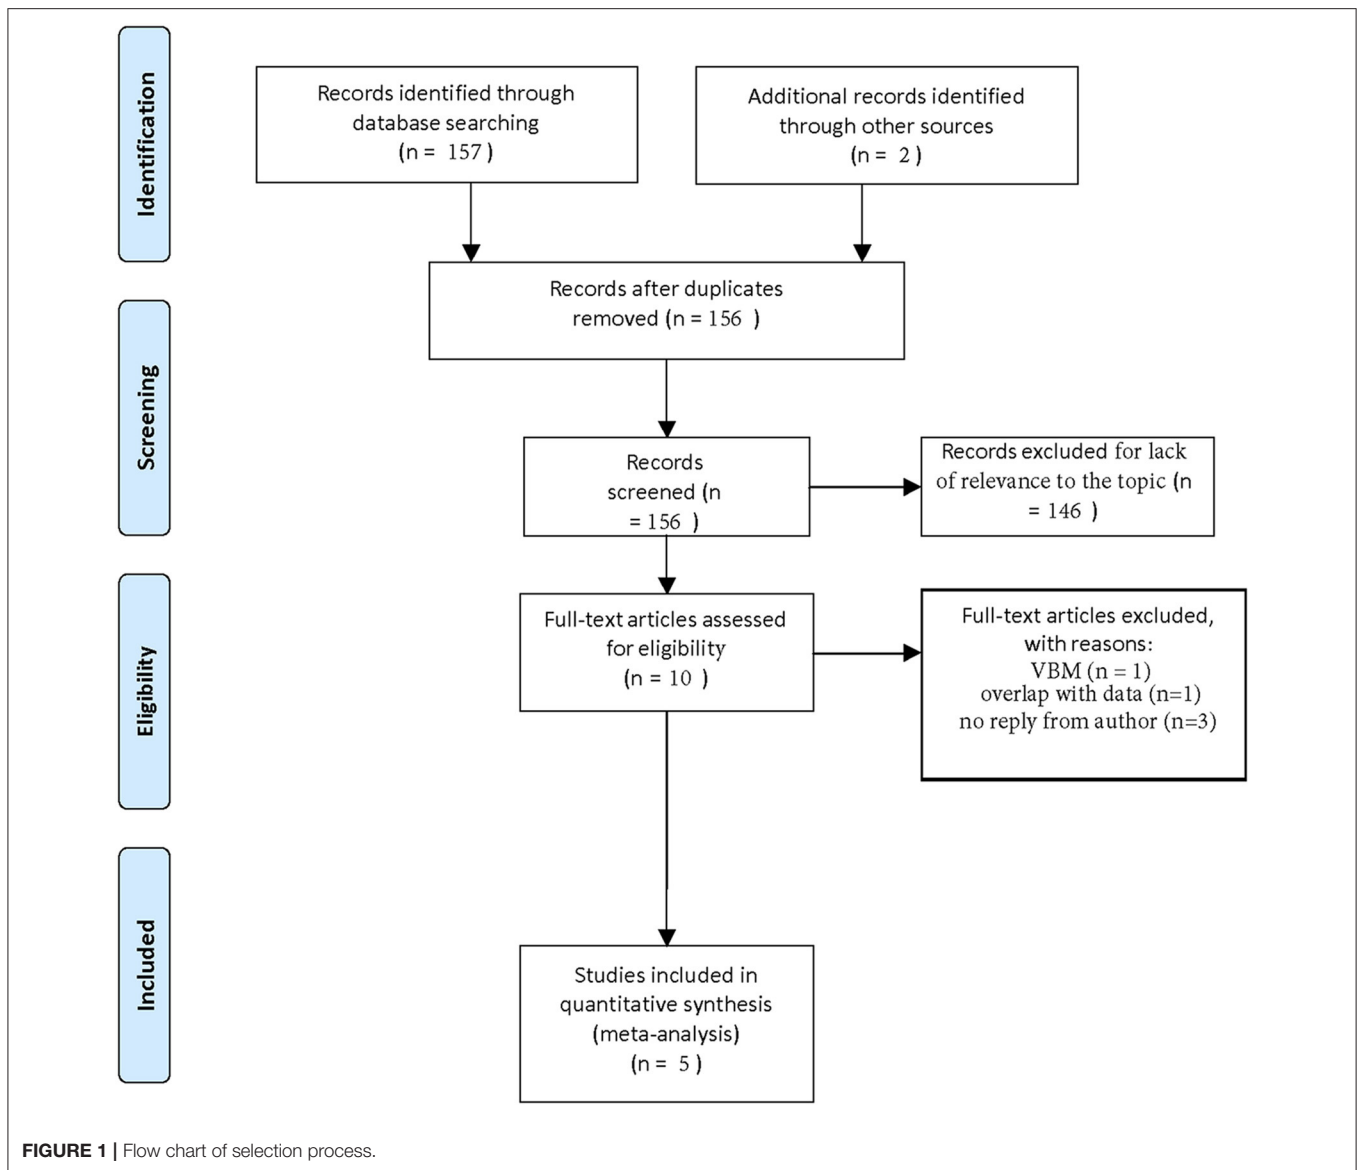 Identification
Records identified through
database searching
(n = 157 )
Additional records identified
through other sources
(n = 2 )
Records after duplicates
removed (n = 156 )
Screening
Records
screened (n
= 156 )
Records excluded for lack
of relevance to the topic (n
= 146 )
Eligibility
Full-text articles assessed
for eligibility
(n = 10 )
Full-text articles excluded,
with reasons:
VBM (n = 1)
overlap with data (n=1)
no reply from author (n=3)
Included
Studies included in
quantitative synthesis
(meta-analysis)
(n = 5 )
FIGURE 1 | Flow chart of selection process.